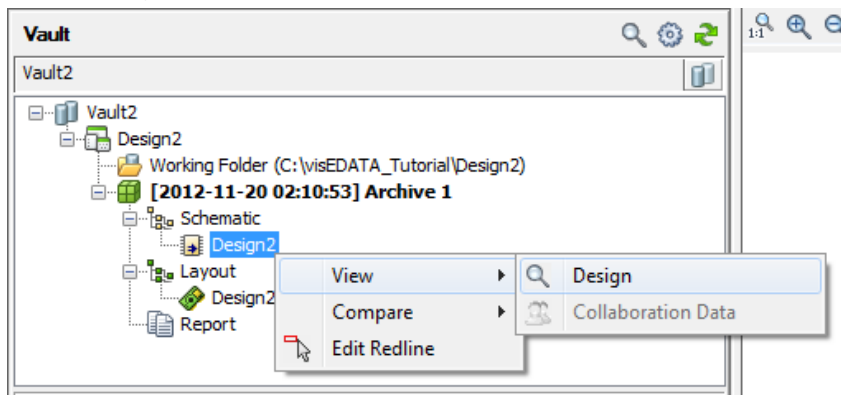 Vault
1:1
Vault2
Vault2
Design2
Working Folder (C:\visEDATA_Tutorial\Design2)
[2012-11-20 02:10:53] Archive 1
Schematic
Design2
Layout
Design2
Report
View
Compare
Edit Redline
Design
Collaboration Data